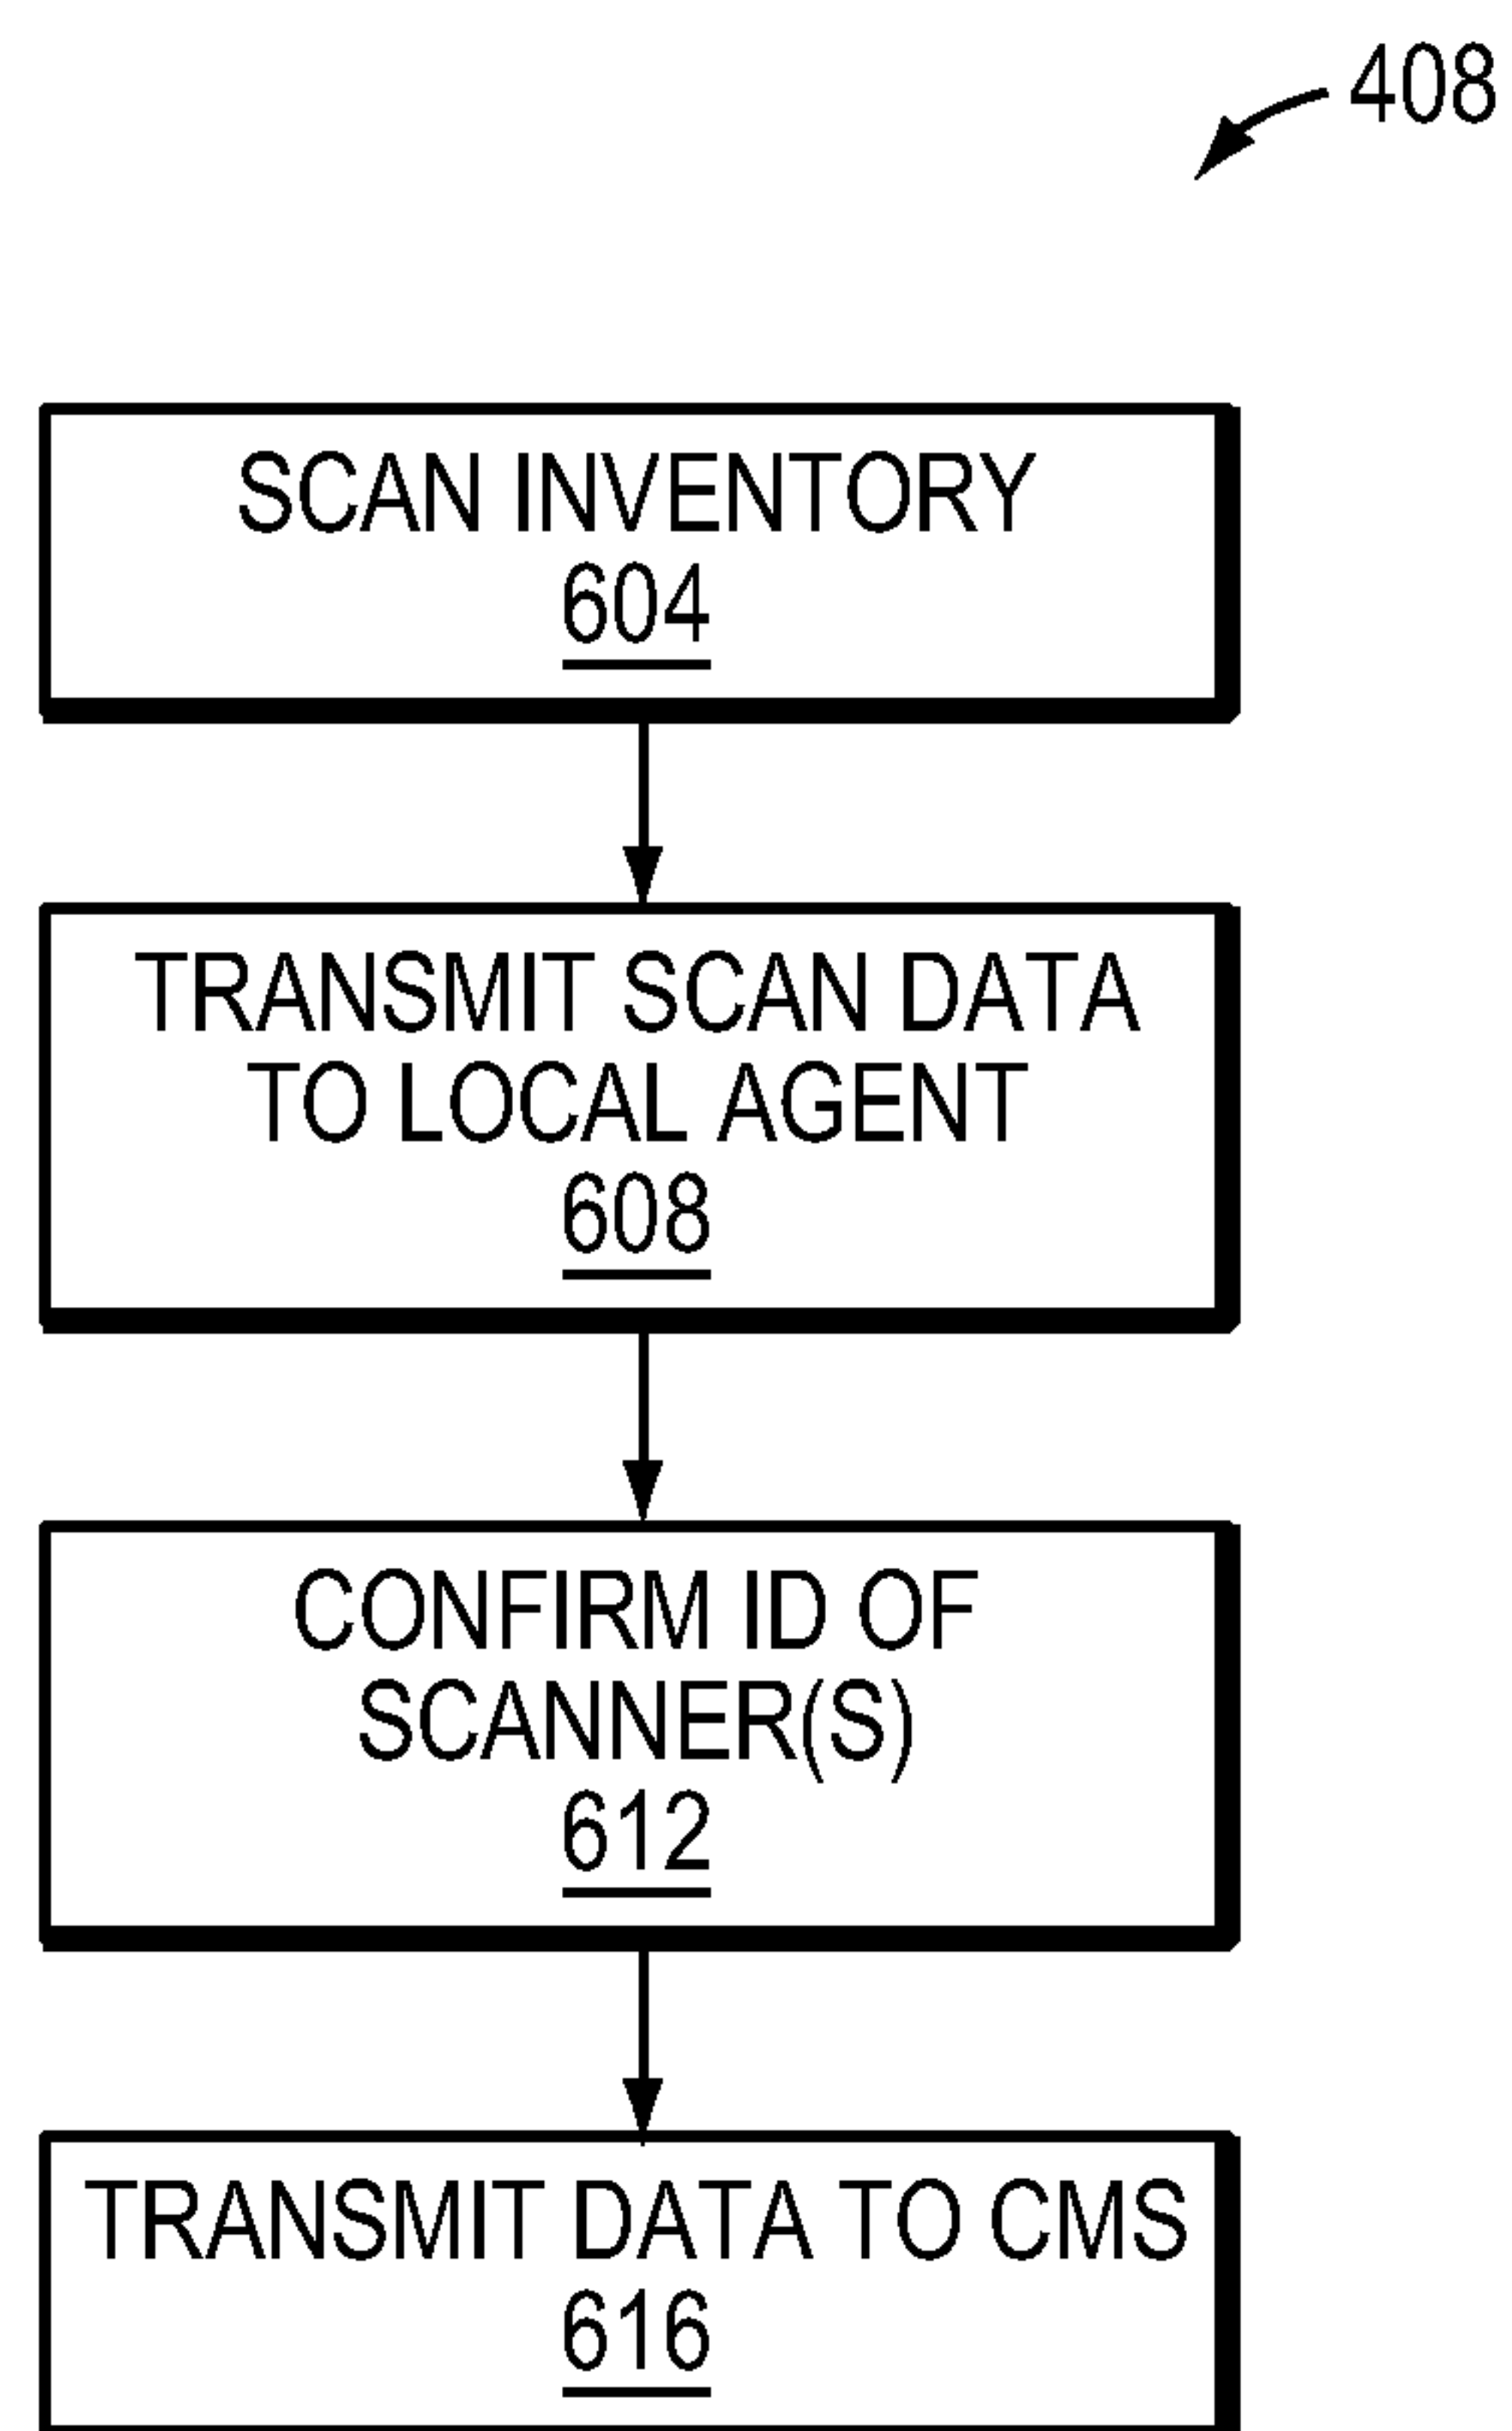 408
SCAN INVENTORY
604
TRANSMIT SCAN DATA
TO LOCAL AGENT
608
CONFIRM ID OF
SCANNER(S)
612
TRANSMIT DATA TO CMS
616